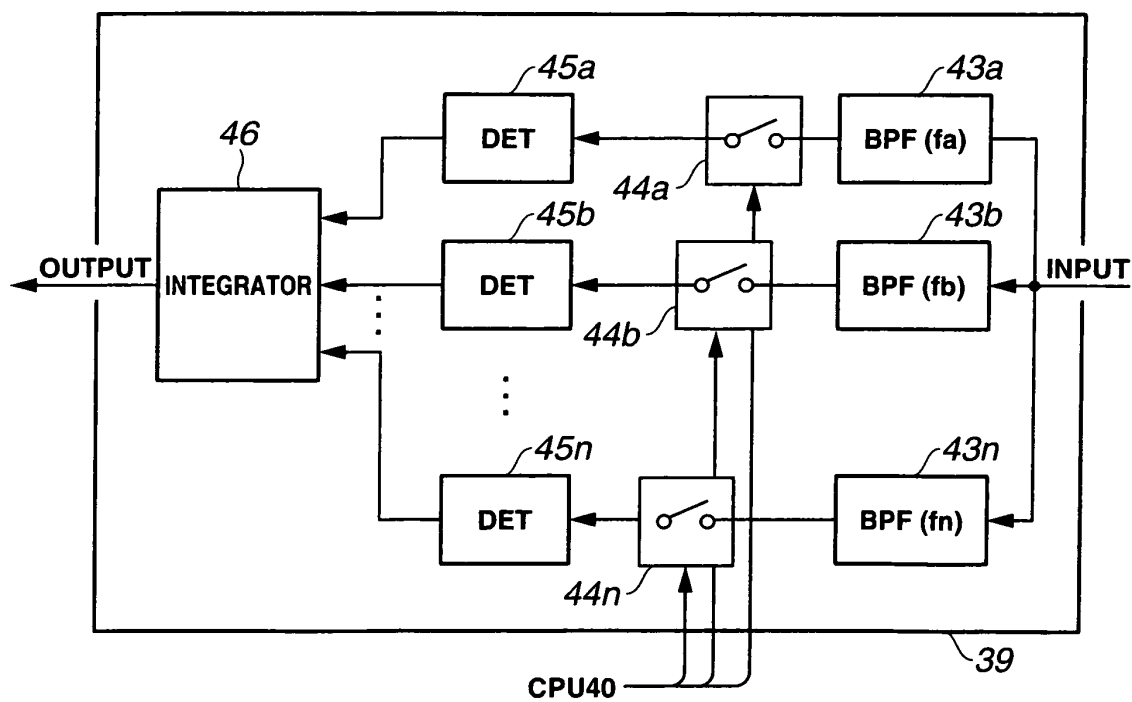 45a
43a
46
DET
BPF (fa)
44a
45b
43b
OUTPUT
INTEGRATOR
DET
BPF (fb)
INPUT
44b
45n
43n
DET
BPF (fn)
44n
39
CPU40